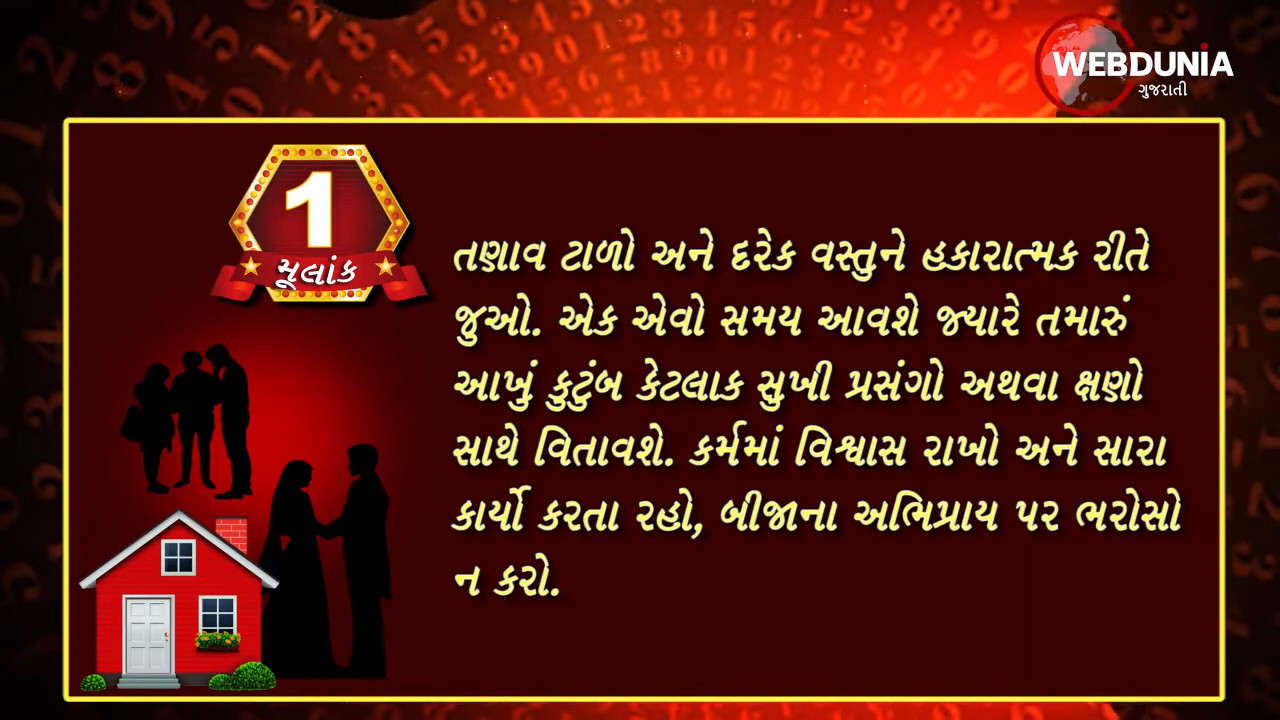 WEBDUNIA
ગુજરાતી
1
મૂલાંક
તણાવ ટાળો અને દરેક વસ્તુને હકારાત્મક રીતે
જુઓ. એક એવો સમય આવશે જ્યારે તમારું
આખું કુટુંબ કેટલાક સુખી પ્રસંગો અથવા ક્ષણો
સાથે વિતાવશે. કર્મમાં વિશ્વાસ રાખો અને સારા
કાર્યો કરતા રહો, બીજાના અભિપ્રાય પર ભરોસો
ન કરો.